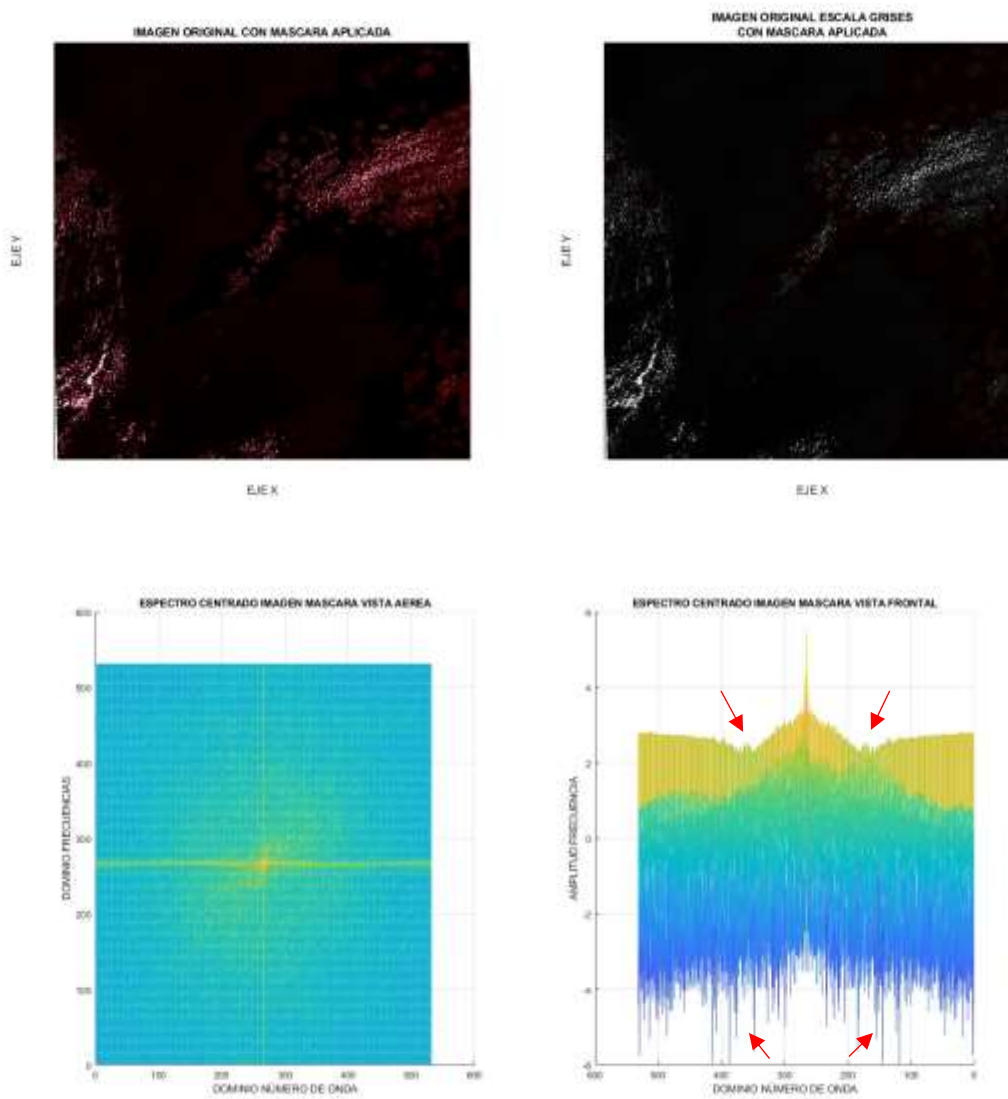 IMAGEN ORIGINAL CON MASCARA APLICADA
EJE Y
EJE X
IMAGEN ORIGINAL ESCALA GRISES
CON MASCARA APLICADA
EJE Y
EJE X
ESPECTRO CENTRADO IMAGEN MASCARA VISTA AEREA
DOMINIO FRECUENCIAS
600
500
400
300
200
100
0
0 100 200 300 400 500 600
DOMINIO NÚMERO DE ONDA
ESPECTRO CENTRADO IMAGEN MASCARA VISTA FRONTAL
AMPLITUD FRECUENCIA
6
4
2
0
-2
-4
-6
600 500 400 300 200 100 0
DOMINIO NÚMERO DE ONDA